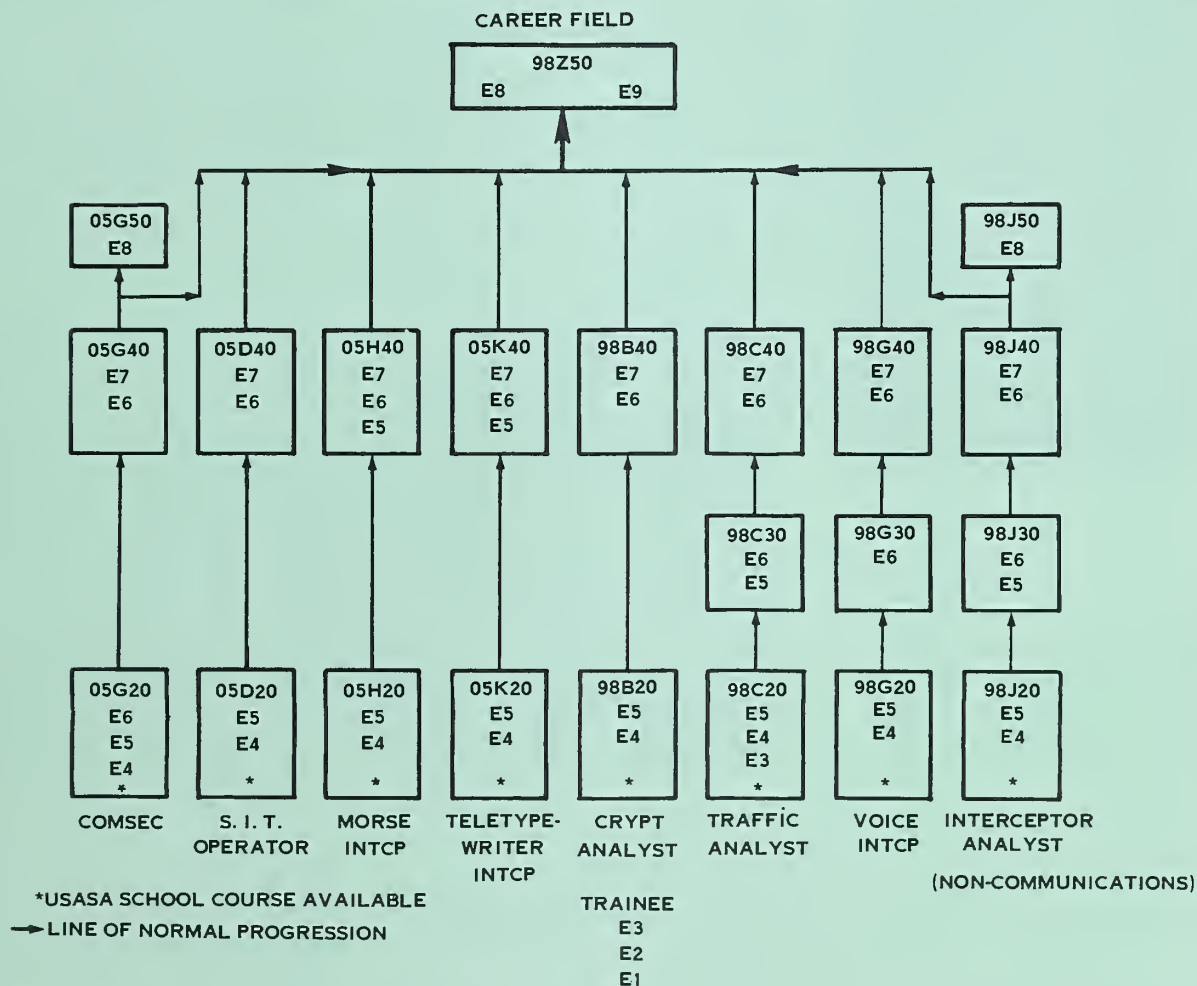 CAREER FIELD
98Z50
E8 E9
05G50
E8
98J50
E8
05G40
E7
E6
05D40
E7
E6
05H40
E7
E6
E5
05K40
E7
E6
E5
98B40
E7
E6
98C40
E7
E6
98G40
E7
E6
98J40
E7
E6
98C30
E6
E5
98G30
E6
98J30
E6
E5
05G20
E6
E5
E4
*
05D20
E5
E4
*
05H20
E5
E4
*
05K20
E5
E4
*
98B20
E5
E4
*
98C20
E5
E4
E3
*
98G20
E5
E4
*
98J20
E5
E4
*
COMSEC
S. I. T.
OPERATOR
MORSE
INTCP
TELETYPE-
WRITER
INTCP
CRYPT
ANALYST
TRAFFIC
ANALYST
VOICE
INTCP
INTERCEPTOR
ANALYST
(NON-COMMUNICATIONS)
*USASA SCHOOL COURSE AVAILABLE
LINE OF NORMAL PROGRESSION
TRAINEE
E3
E2
E1